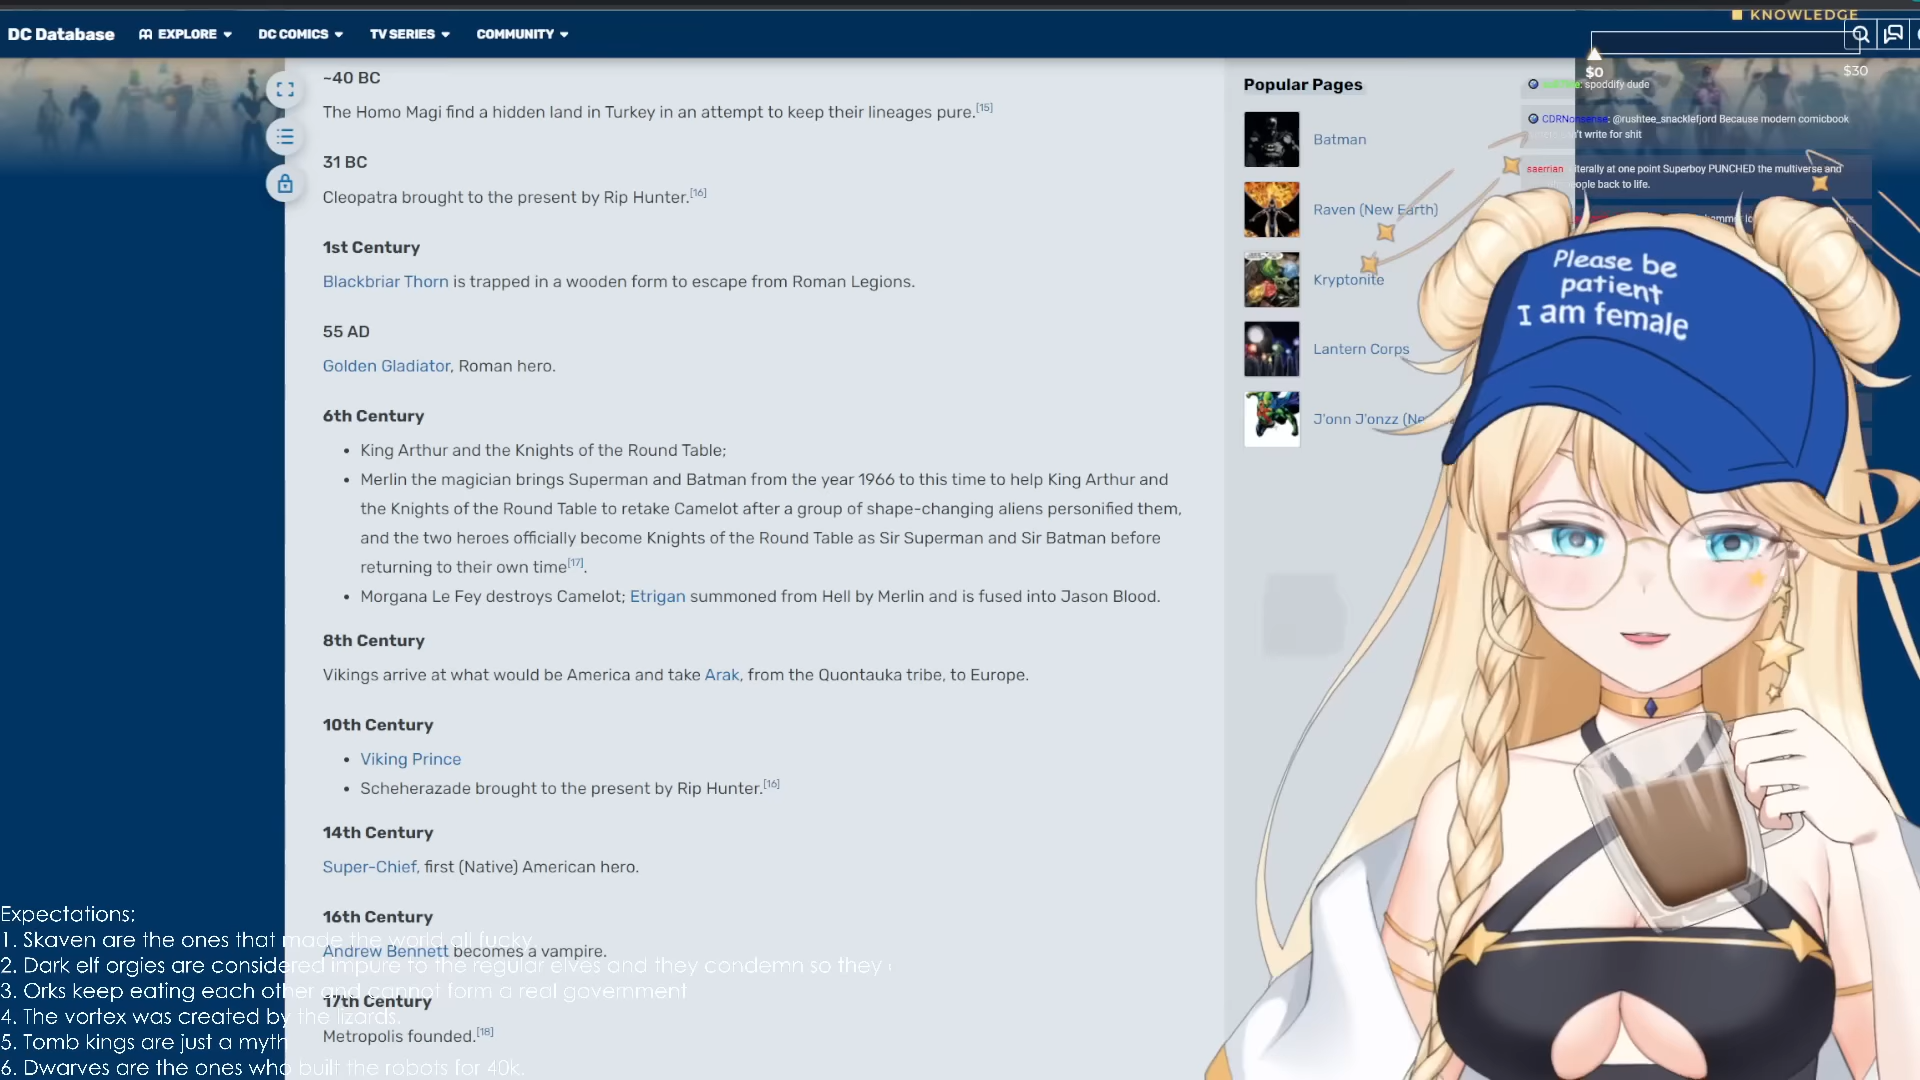 KNOWLEDGE
DC Database
EXPLORE
DC COMICS
TV SERIES
COMMUNITY
$0
$30
~40 BC
The Homo Magi find a hidden land in Turkey in an attempt to keep their lineages pure.[15]
31 BC
Cleopatra brought to the present by Rip Hunter.[16]
1st Century
Blackbriar Thorn is trapped in a wooden form to escape from Roman Legions.
55 AD
Golden Gladiator, Roman hero.
6th Century
King Arthur and the Knights of the Round Table;
Merlin the magician brings Superman and Batman from the year 1966 to this time to help King Arthur and
the Knights of the Round Table to retake Camelot after a group of shape-changing aliens personified them,
and the two heroes officially become Knights of the Round Table as Sir Superman and Sir Batman before
returning to their own time[17].
Morgana Le Fey destroys Camelot; Etrigan summoned from Hell by Merlin and is fused into Jason Blood.
8th Century
Vikings arrive at what would be America and take Arak, from the Quontauka tribe, to Europe.
10th Century
Viking Prince
Scheherazade brought to the present by Rip Hunter.[16]
14th Century
Super-Chief, first (Native) American hero.
16th Century
Andrew Bennett becomes a vampire.
17th Century
Metropolis founded.[18]
Popular Pages
Batman
Raven (New Earth)
Kryptonite
Lantern Corps
J'onn J'onzz (Ne
spoddify dude
CDRNonsense: @rushtee_snacklefjord Because modern comicbook
write for shit
saerrian literally at one point Superboy PUNCHED the multiverse and
back to life.
Please be
patient
I am female
Expectations:
1. Skaven are the ones that made the world all fucky
2. Dark elf orgies are considered impure to the regular elves and they condemn so they
3. Orks keep eating each other and cannot form a real government
4. The vortex was created by the lizards.
5. Tomb kings are just a myth
6. Dwarves are the ones who built the robots for 40k.